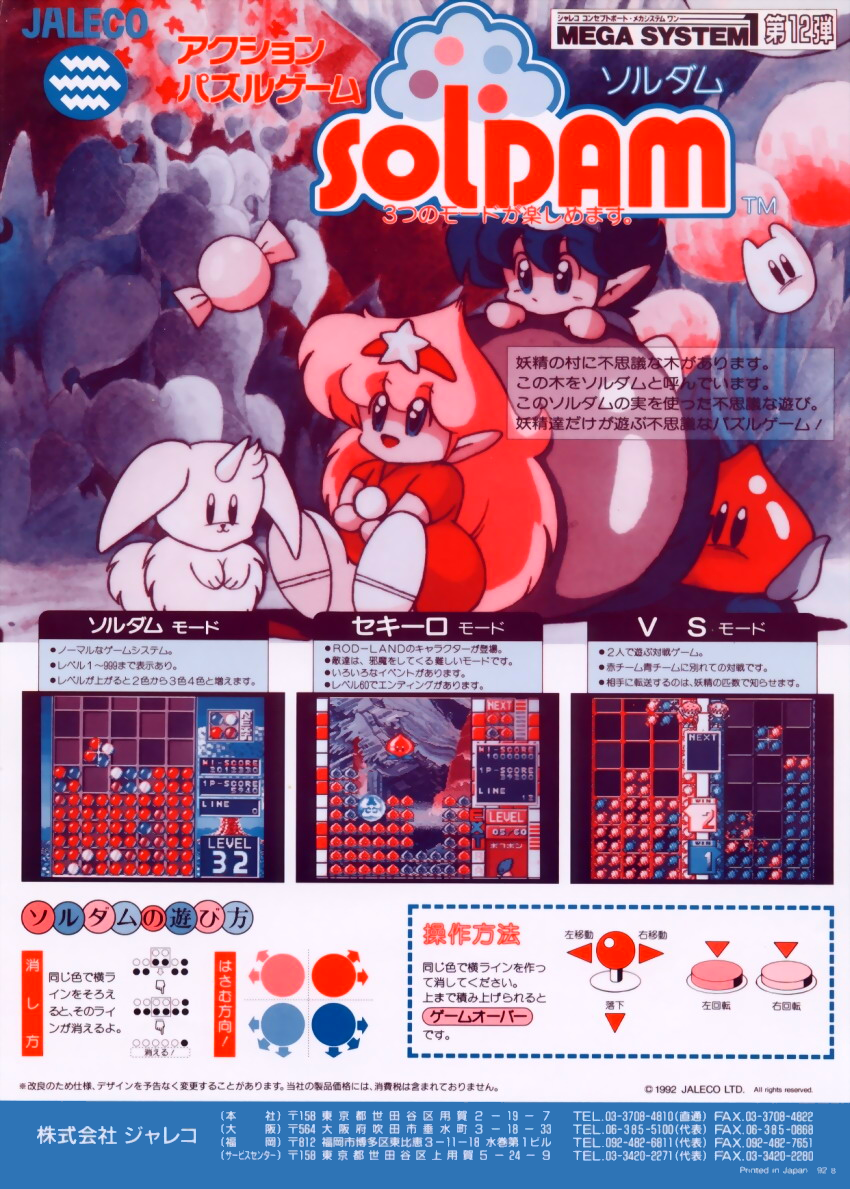 JALECO
アクション
パズルゲーム
シャレコ コンセプトボート・メカシステム ワン
MEGA SYSTEM1 第12弾
ソルダム
SOLDAM
TM
3つのモードが楽しめます。
妖精の村に不思議な木があります。
この木をソルダムと呼んでいます。
このソルダムの実を使った不思議な遊び。
妖精達だけが遊ぶ不思議なパズルゲーム！
ソルダム モード
●ノーマルなゲームシステム。
●レベル1〜999まで表示あり。
●レベルが上がると2色から3色4色と増えます。
セキーロ モード
●ROD-LANDのキャラクターが登場。
●敵達は、邪魔をしてくる難しいモードです。
●いろいろなイベントがあります。
●レベル60でエンディングがあります。
V S モード
●2人で遊ぶ対戦ゲーム。
●赤チーム青チームに別れての対戦です。
●相手に転送するのは、妖精の匹数で知らせます。
HI-SCORE
1P-SCORE
LINE
LEVEL
32
NEXT
HI-SCORE
1P-SCORE
LINE
13
LEVEL
05/60
NEXT
WIN
2
WIN
1
ソルダムの遊び方
消し方
同じ色で横ラ
インをそろえ
ると、そのライ
ンが消えるよ。
消える！
はさむ方向！
操作方法
同じ色で横ラインを作っ
て消してください。
上まで積み上げられると
ゲームオーバー
です。
左移動
右移動
落下
左回転
右回転
※改良のため仕様、デザインを予告なく変更することがあります。当社の製品価格には、消費税は含まれておりません。
© 1992 JALECO LTD. All rights reserved.
株式会社 ジャレコ
(本 社) 〒158 東京都世田谷区用賀2-19-7 TEL.03-3708-4810(直通) FAX.03-3708-4822
(大 阪) 〒564 大阪府吹田市垂水町3-18-33 TEL.06-385-5100(代表) FAX.06-385-0868
(福 岡) 〒812 福岡市博多区東比恵3-11-18 水巻第1ビル TEL.092-482-6811(代表) FAX.092-482-7651
(サービスセンター) 〒158 東京都世田谷区上用賀5-24-9 TEL.03-3420-2271(代表) FAX.03-3420-2280
Printed in Japan 92 8